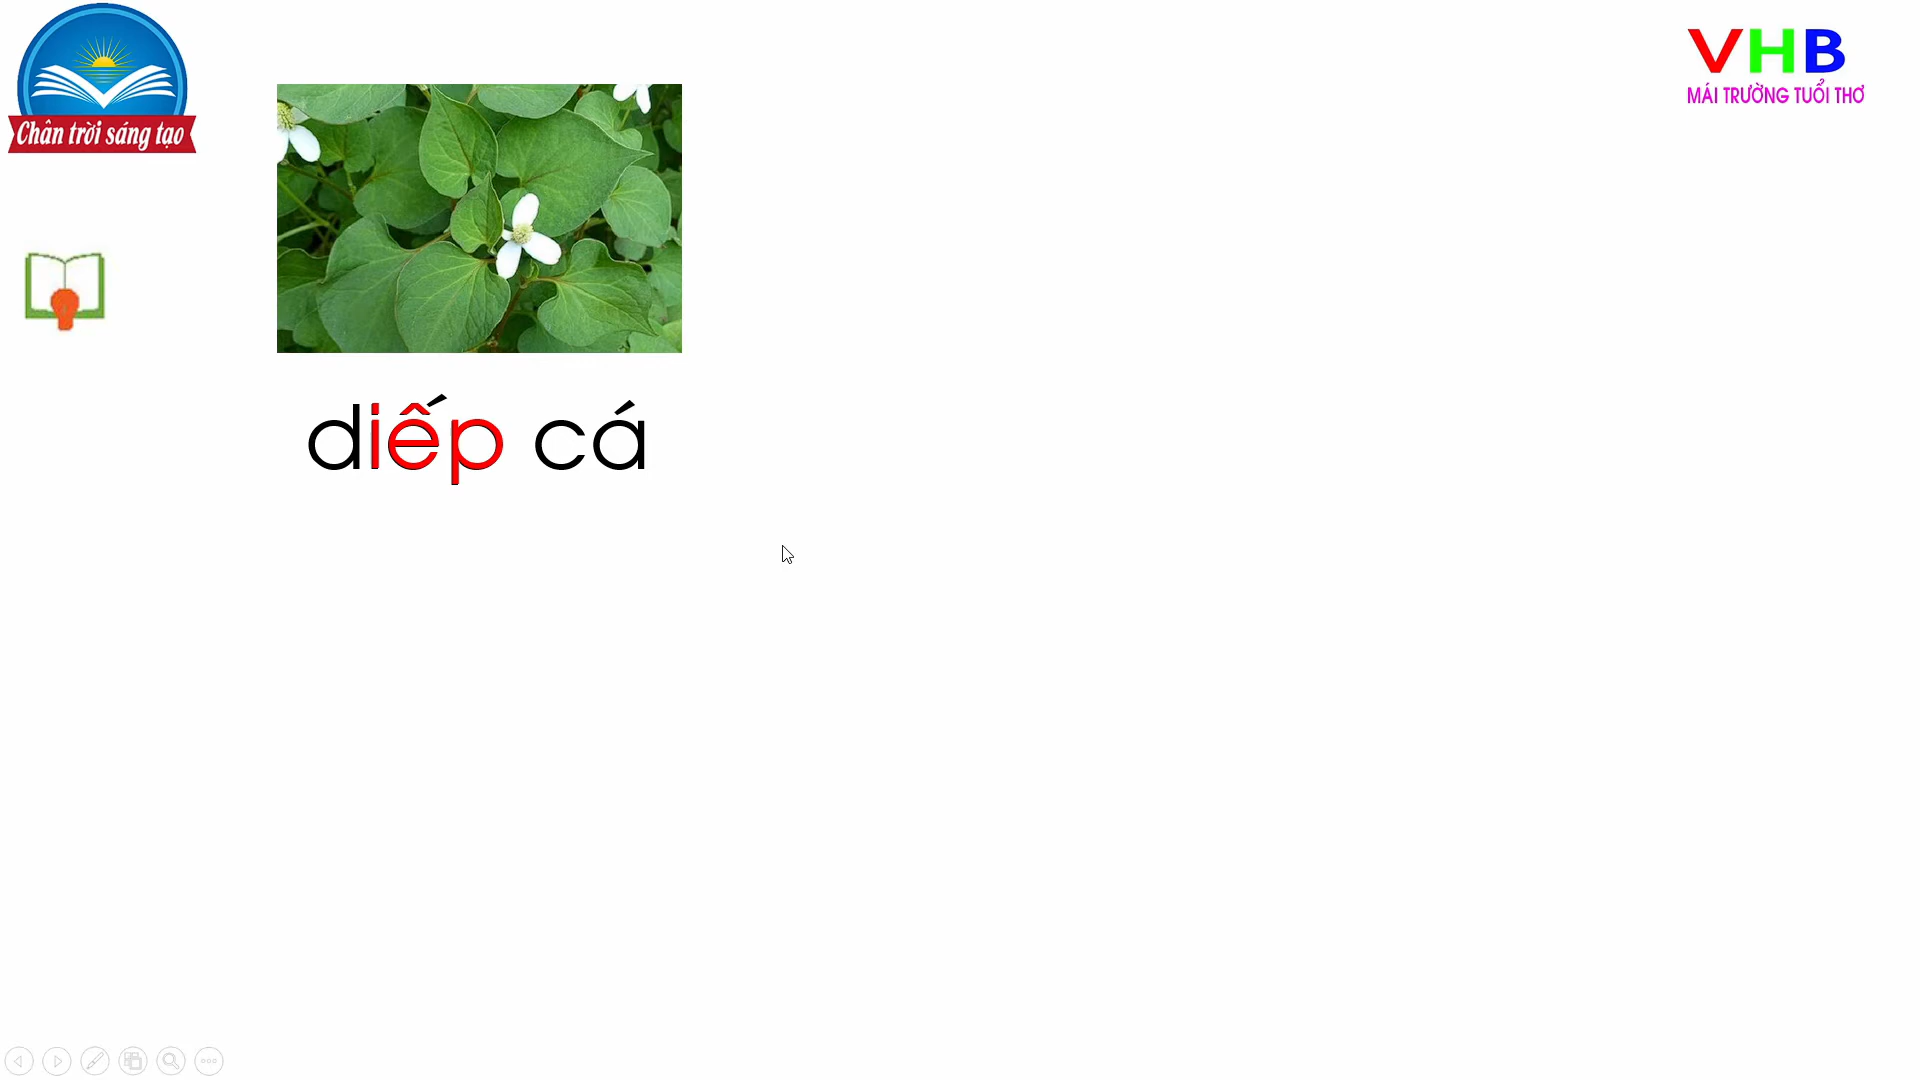 Chân trời sáng tạo
VHB
MÁI TRƯỜNG TUỔI THƠ
diếp cá